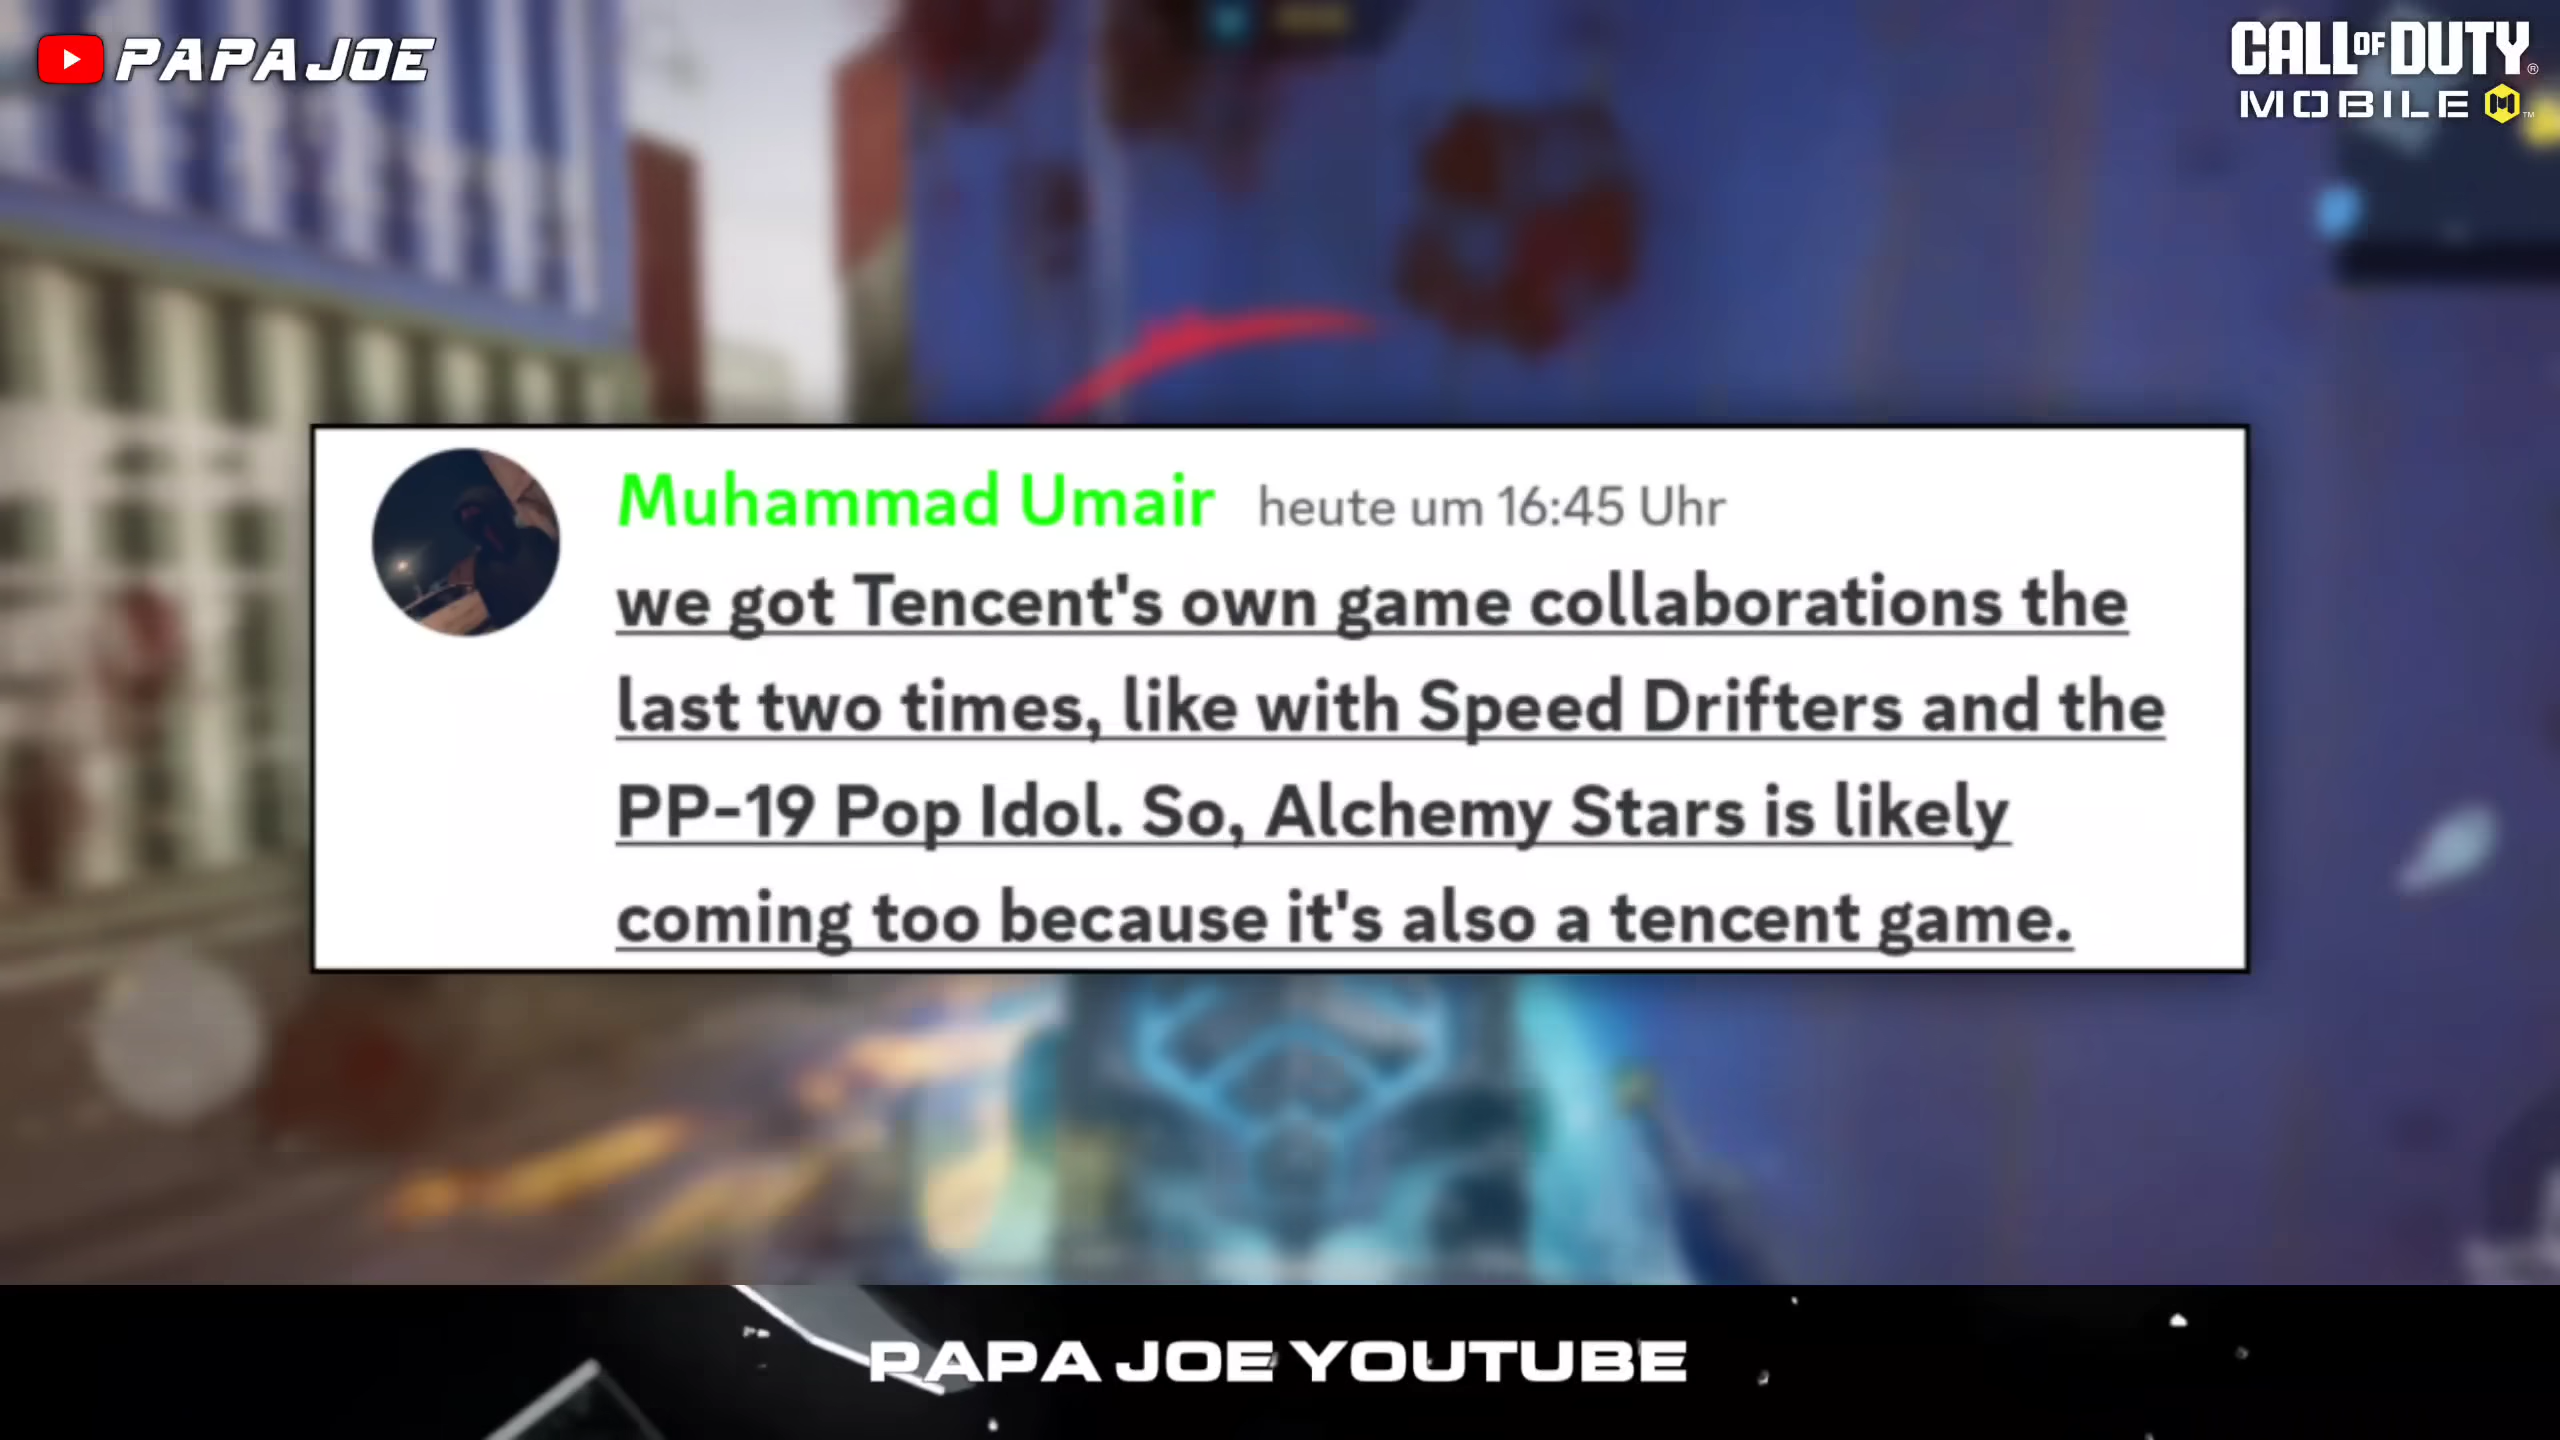 PAPA JOE
CALL OF DUTY®
MOBILE ™
Muhammad Umair heute um 16:45 Uhr
we got Tencent's own game collaborations the
last two times, like with Speed Drifters and the
PP-19 Pop Idol. So, Alchemy Stars is likely
coming too because it's also a tencent game.
PAPA JOE YOUTUBE